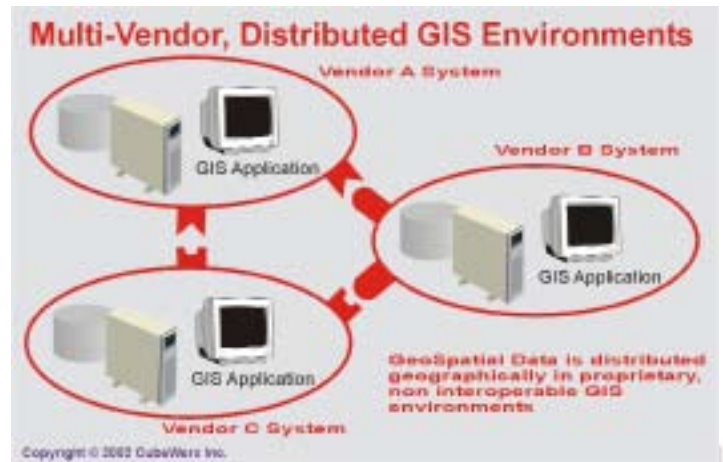 Multi-Vendor, Distributed GIS Environments
Vendor A System
GIS Application
Vendor B System
GIS Application
GIS Application
Vendor C System
GeoSpatial Data is distributed
geographically in proprietary,
non interoperable GIS
environments
Copyright © 2002 CubeWerx Inc.